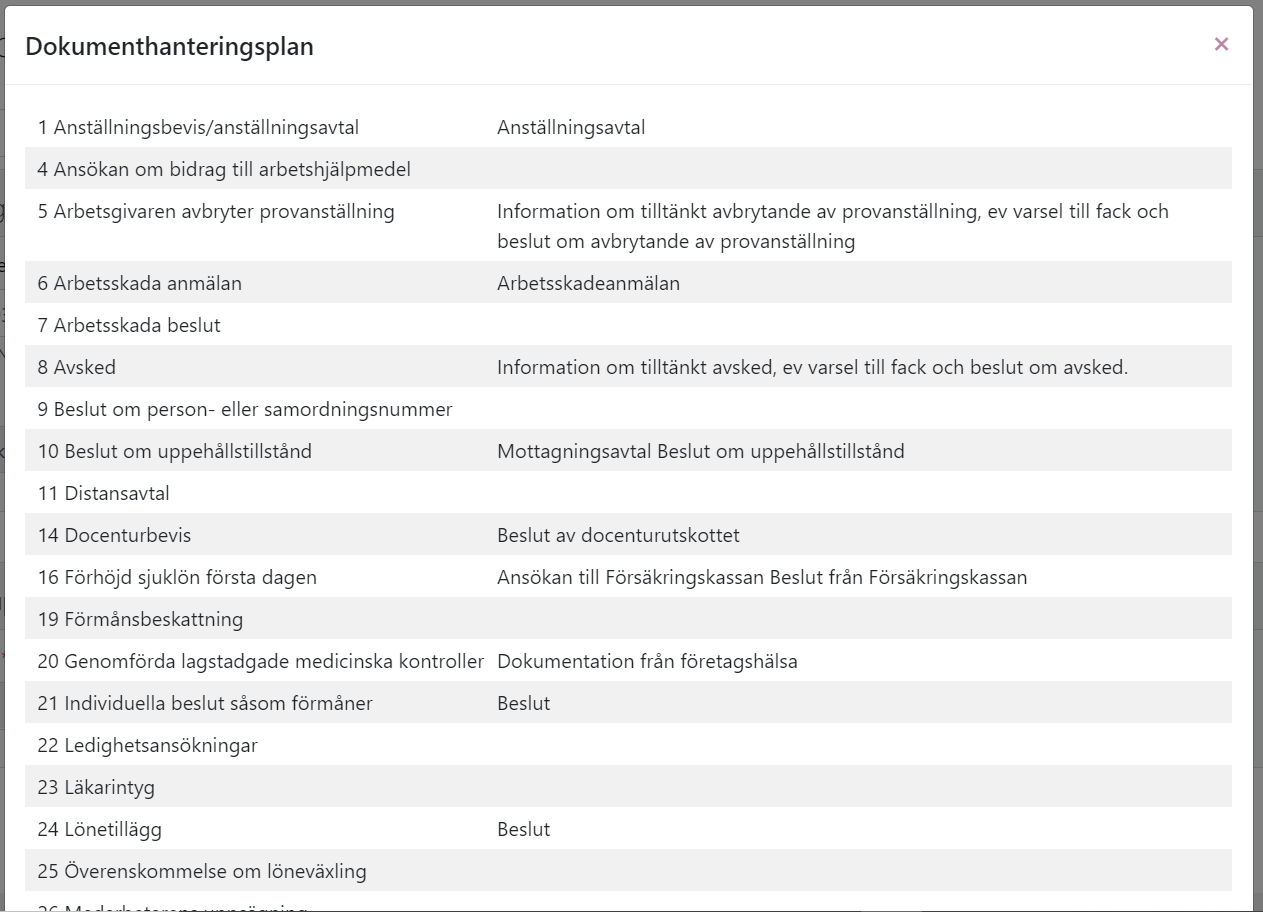 Dokumenthanteringsplan
1 Anställningsbevis/anställningsavtal Anställningsavtal
4 Ansökan om bidrag till arbetshjälpmedel
5 Arbetsgivaren avbryter provanställning Information om tilltänkt avbrytande av provanställning, ev varsel till fack och
beslut om avbrytande av provanställning
6 Arbetsskada anmälan Arbetsskadeanmälan
7 Arbetsskada beslut
8 Avsked Information om tilltänkt avsked, ev varsel till fack och beslut om avsked.
9 Beslut om person- eller samordningsnummer
10 Beslut om uppehållstillstånd Mottagningsavtal Beslut om uppehållstillstånd
11 Distansavtal
14 Docenturbevis Beslut av docenturutskottet
16 Förhöjd sjuklön första dagen Ansökan till Försäkringskassan Beslut från Försäkringskassan
19 Förmånsbeskattning
20 Genomförda lagstadgade medicinska kontroller Dokumentation från företagshälsa
21 Individuella beslut såsom förmåner Beslut
22 Ledighetsansökningar
23 Läkarintyg
24 Lönetillägg Beslut
25 Överenskommelse om löneväxling